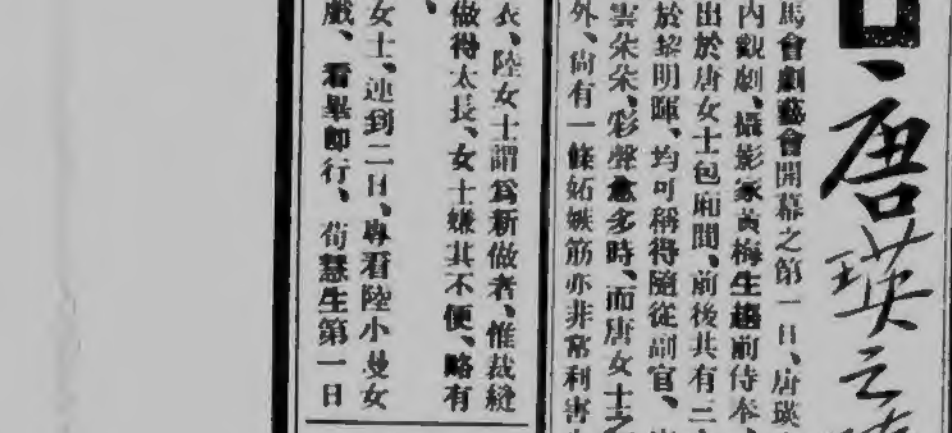 唐瑛之
馬會劇藝會開幕之第一日、唐瑛
內觀劇、攝影家黃梅生趨前侍奉、
出於唐女士包厢間、前後共有二
於黎明暉、均可稱得隨從副官、
雲朵朵、彩聲愈多時、而唐女士之
外、尙有一條妬嫉筋亦非常利害
衣、陸女士謂爲新做者、惟裁縫
做得太長、女士嫌其不便、略有
、
女士、連到二日、專看陸小曼女
戲、看畢卽行、荀慧生第一日